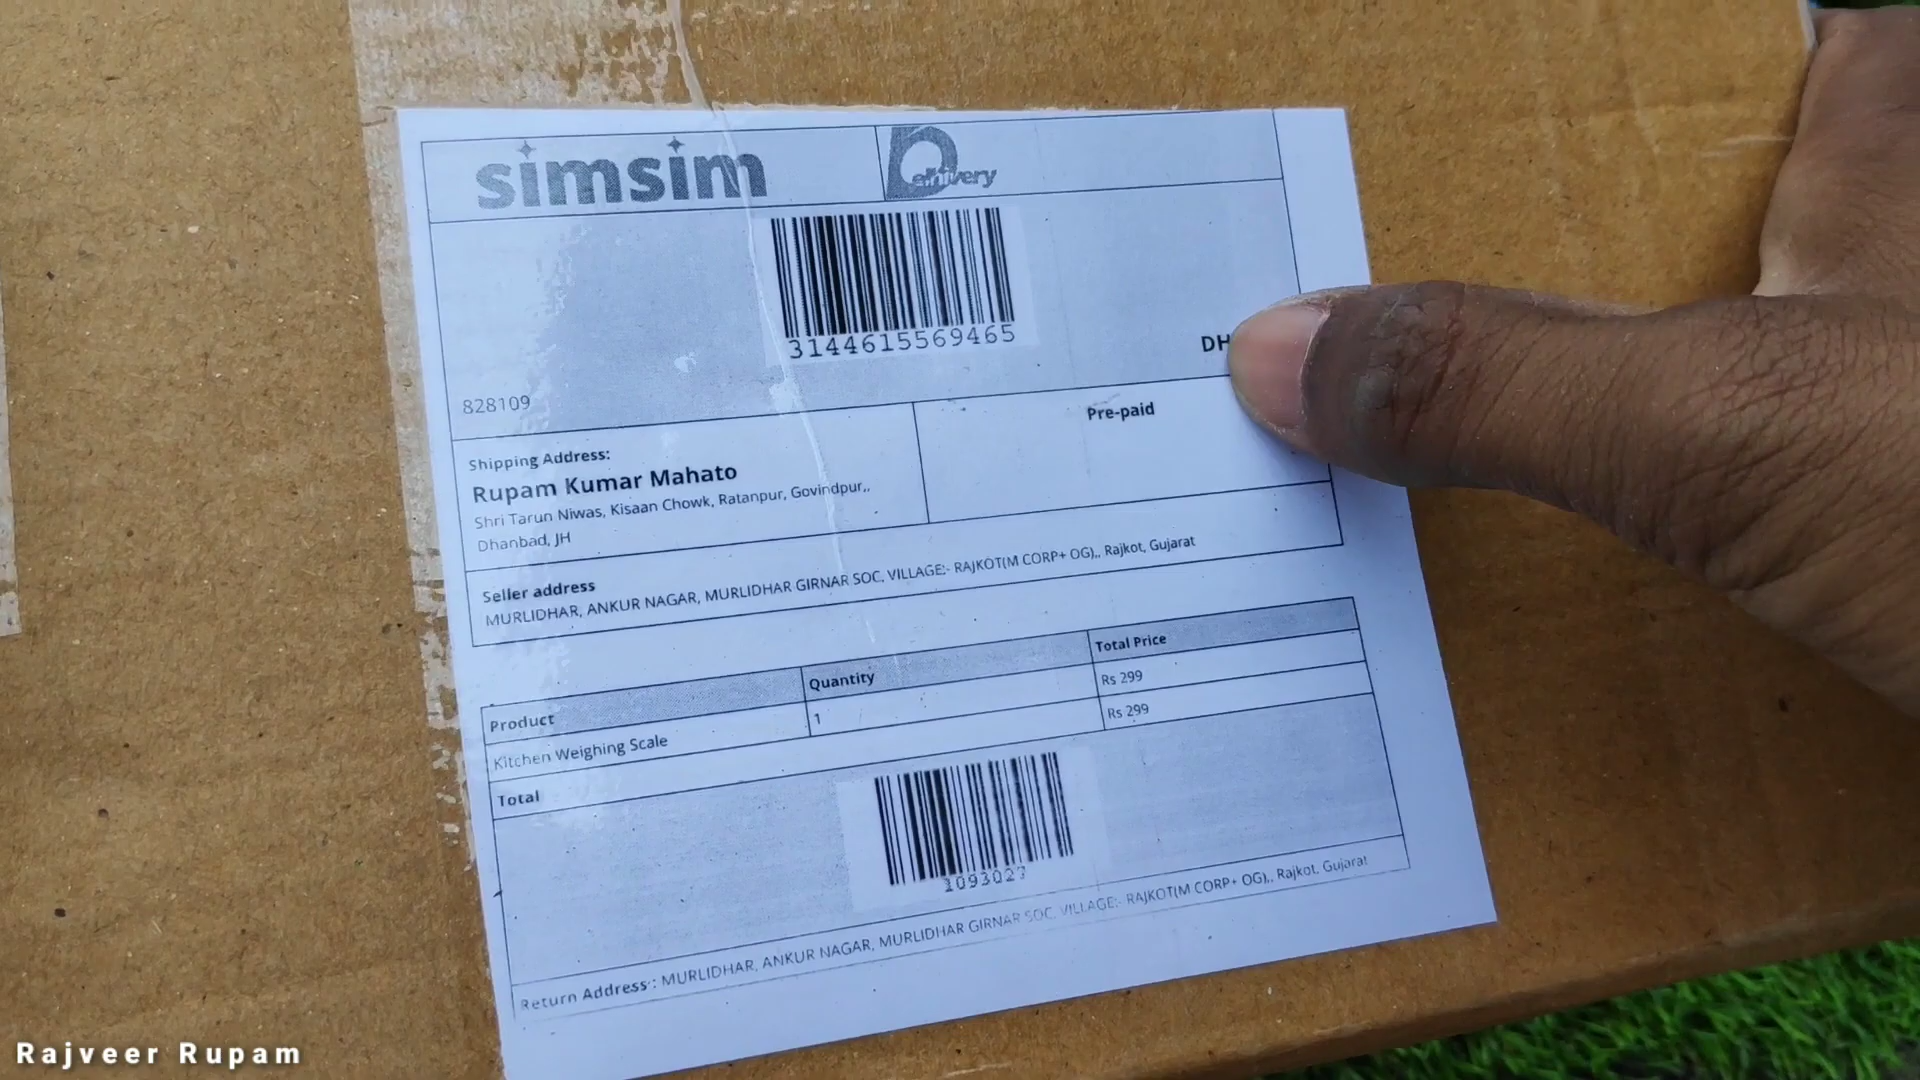 simsim
Delhivery
3144615569465
DH
828109
Pre-paid
Shipping Address:
Rupam Kumar Mahato
Shri Tarun Niwas, Kisaan Chowk, Ratanpur, Govindpur,,
Dhanbad, JH
Seller address
MURLIDHAR, ANKUR NAGAR, MURLIDHAR GIRNAR SOC, VILLAGE:- RAJKOT(M CORP+ OG),, Rajkot, Gujarat
Product Quantity Total Price
Kitchen Weighing Scale 1 Rs 299
Total Rs 299
1093027
Return Address:: MURLIDHAR, ANKUR NAGAR, MURLIDHAR GIRNAR SOC, VILLAGE:- RAJKOT(M CORP+ OG),, Rajkot, Gujarat
Rajveer Rupam